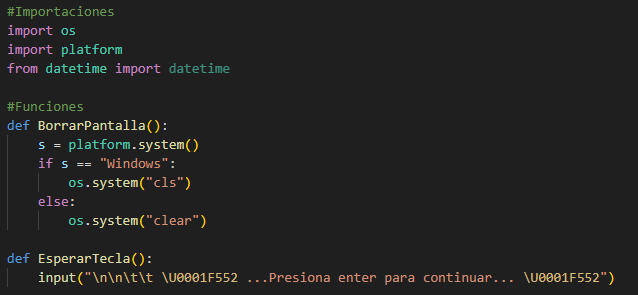 #Importaciones
import os
import platform
from datetime import datetime
#Funciones
def BorrarPantalla():
    s = platform.system()
    if s == "Windows":
        os.system("cls")
    else:
        os.system("clear")
def EsperarTecla():
    input("\n\n\t\t \U0001F552 ...Presiona enter para continuar... \U0001F552")